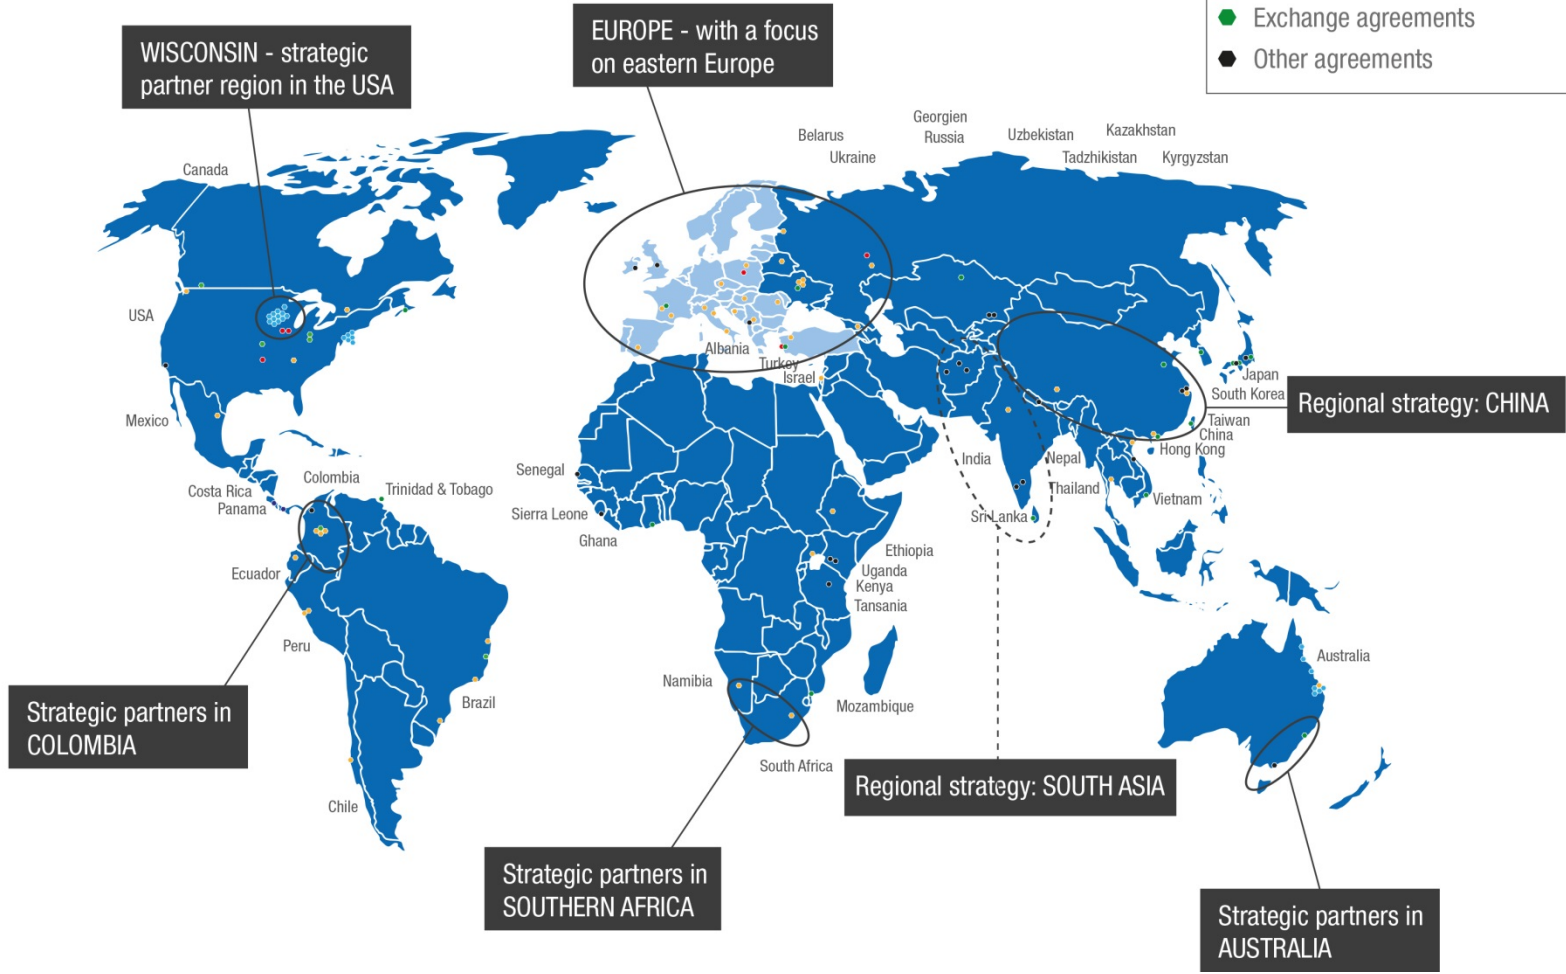 Exchange agreements
Other agreements
WISCONSIN - strategic
partner region in the USA
EUROPE - with a focus
on eastern Europe
Georgien
Russia
Belarus
Ukraine
Uzbekistan
Kazakhstan
Tadzhikistan
Kyrgyzstan
Canada
USA
Mexico
Albania
Turkey
Israel
Japan
South Korea
Taiwan
China
Hong Kong
Regional strategy: CHINA
Colombia
Costa Rica
Panama
Trinidad & Tobago
Senegal
Sierra Leone
Ghana
India
Nepal
Thailand
Vietnam
Sri Lanka
Ecuador
Ethiopia
Uganda
Kenya
Tansania
Peru
Brazil
Namibia
Mozambique
Australia
Strategic partners in
COLOMBIA
South Africa
Regional strategy: SOUTH ASIA
Chile
Strategic partners in
SOUTHERN AFRICA
Strategic partners in
AUSTRALIA